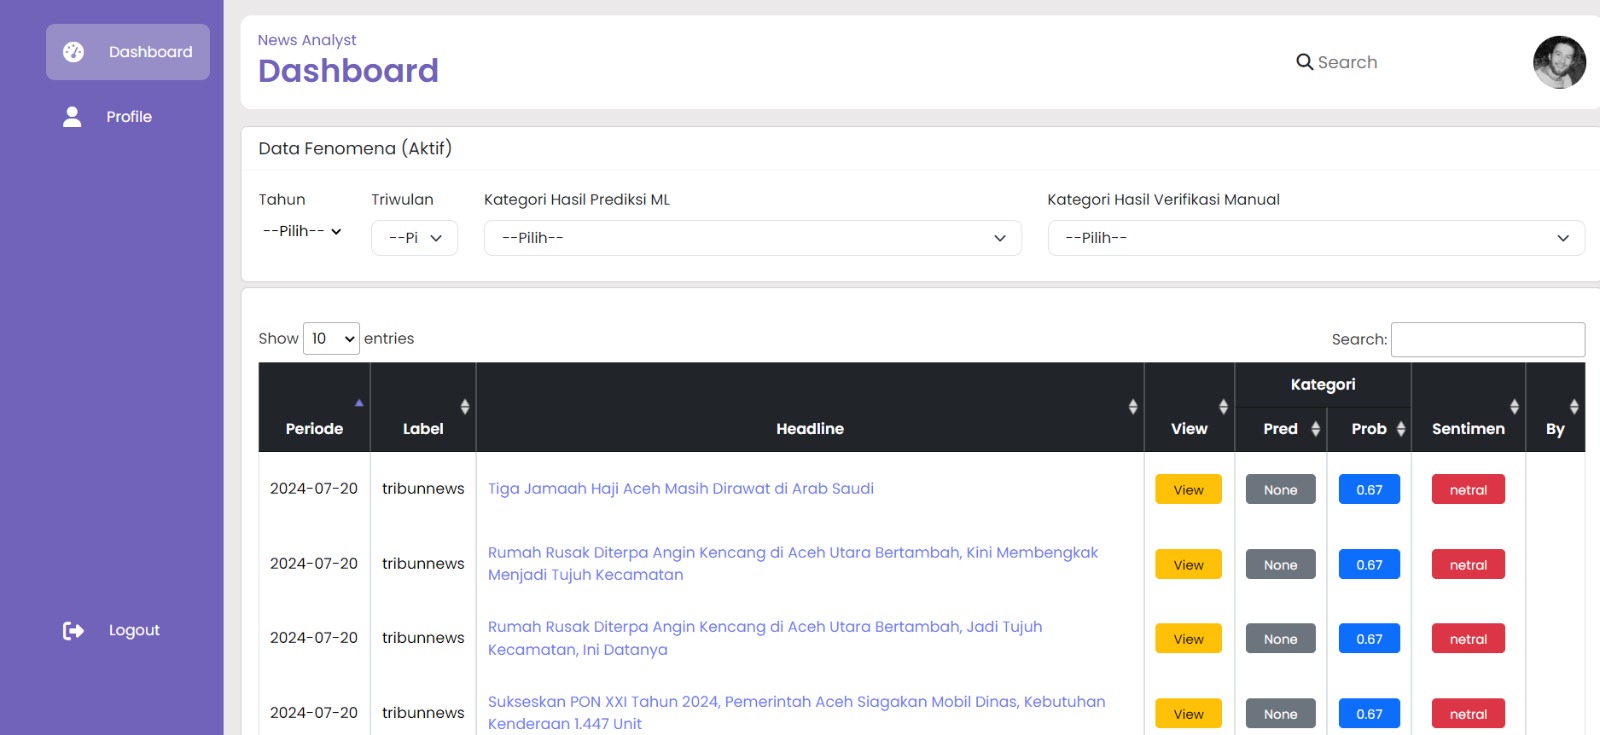 Dashboard
Profile
Logout
News Analyst
Dashboard
Search
Data Fenomena (Aktif)
Tahun
Triwulan
Kategori Hasil Prediksi ML
Kategori Hasil Verifikasi Manual
--Pilih--
--Pi
--Pilih--
--Pilih--
Show 10 entries
Search:
Kategori
Periode Label Headline View Pred Prob Sentimen By
2024-07-20 tribunnews Tiga Jamaah Haji Aceh Masih Dirawat di Arab Saudi View None 0.67 netral
Rumah Rusak Diterpa Angin Kencang di Aceh Utara Bertambah, Kini Membengkak
2024-07-20 tribunnews View None 0.67 netral
Menjadi Tujuh Kecamatan
Rumah Rusak Diterpa Angin Kencang di Aceh Utara Bertambah, Jadi Tujuh
2024-07-20 tribunnews View None 0.67 netral
Kecamatan, Ini Datanya
Sukseskan PON XXI Tahun 2024, Pemerintah Aceh Siagakan Mobil Dinas, Kebutuhan
2024-07-20 tribunnews View None 0.67 netral
Kenderaan 1.447 Unit